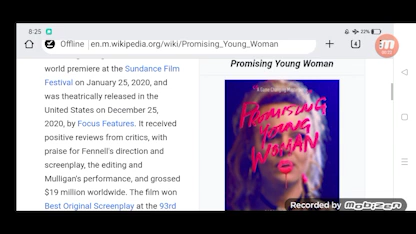 8:25
22%
Offline en.m.wikipedia.org/wiki/Promising_Young_Woman
world premiere at the Sundance Film
Festival on January 25, 2020, and
was theatrically released in the
United States on December 25,
2020, by Focus Features. It received
positive reviews from critics, with
praise for Fennell's direction and
screenplay, the editing and
Mulligan's performance, and grossed
$19 million worldwide. The film won
Best Original Screenplay at the 93rd
Promising Young Woman
PROMISING
YOUNG
WOMAN
Recorded by Mobizen